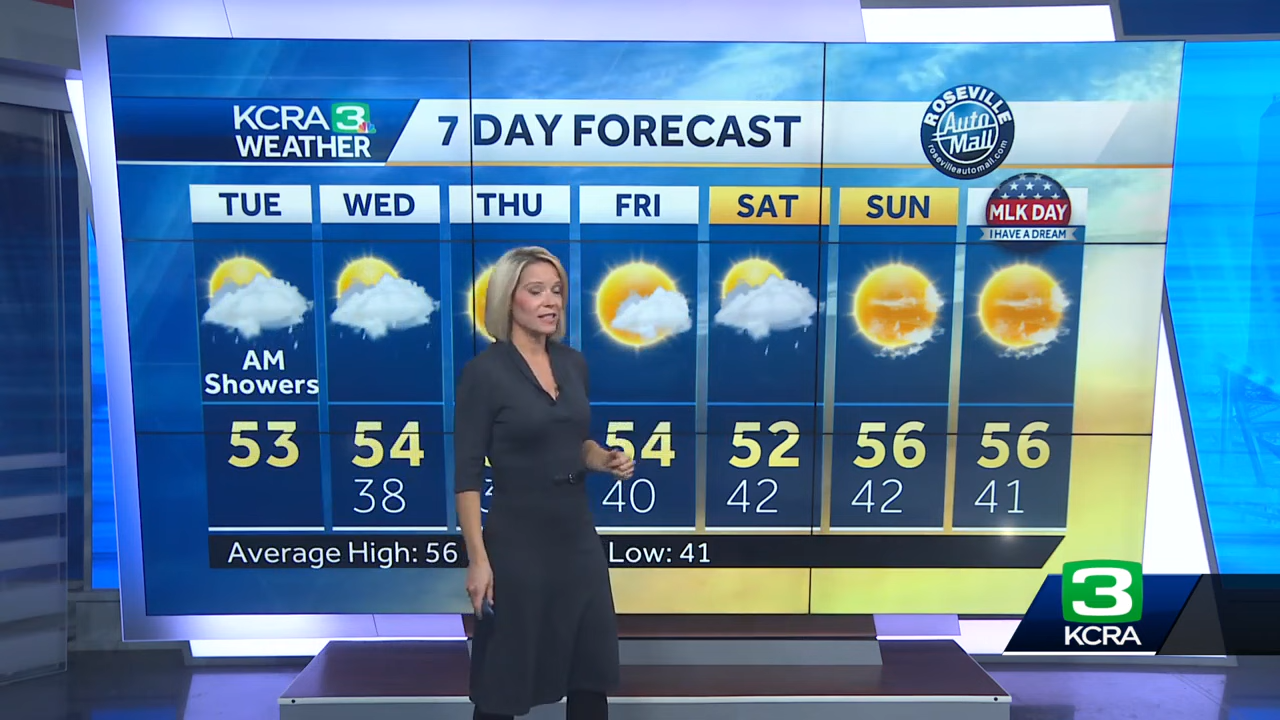 KCRA 3
WEATHER
7 DAY FORECAST
ROSEVILLE
Auto
Mall
rosevilleautomall.com
TUE
WED
THU
FRI
SAT
SUN
MLK DAY
I HAVE A DREAM
AM
Showers
53
54
54
52
56
56
38
40
42
42
41
Average High: 56
Low: 41
3
KCRA